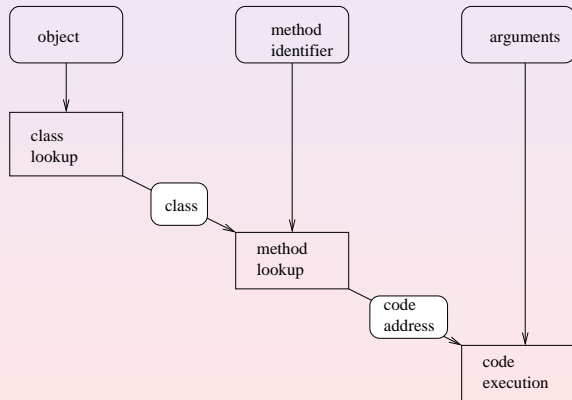 object
method
identifier
arguments
class
lookup
class
method
lookup
code
address
code
execution